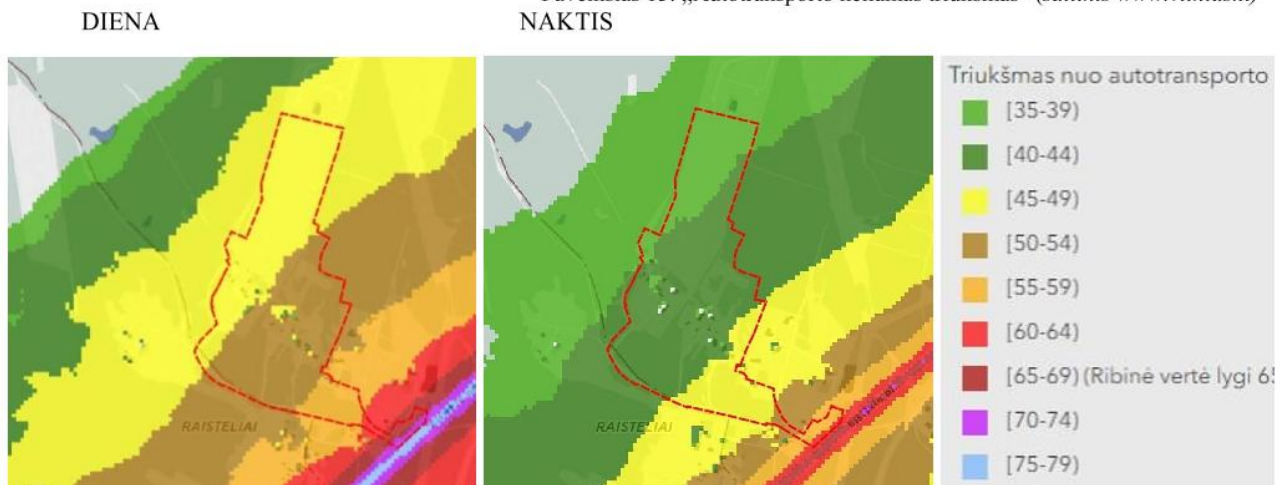 DIENA
NAKTIS
Triukšmas nuo autotransporto
[35-39)
[40-44)
[45-49)
[50-54)
[55-59)
[60-64)
[65-69) (Ribinė vertė lygi 65
[70-74)
[75-79)
RAISTELIAI
RAISTELIAI